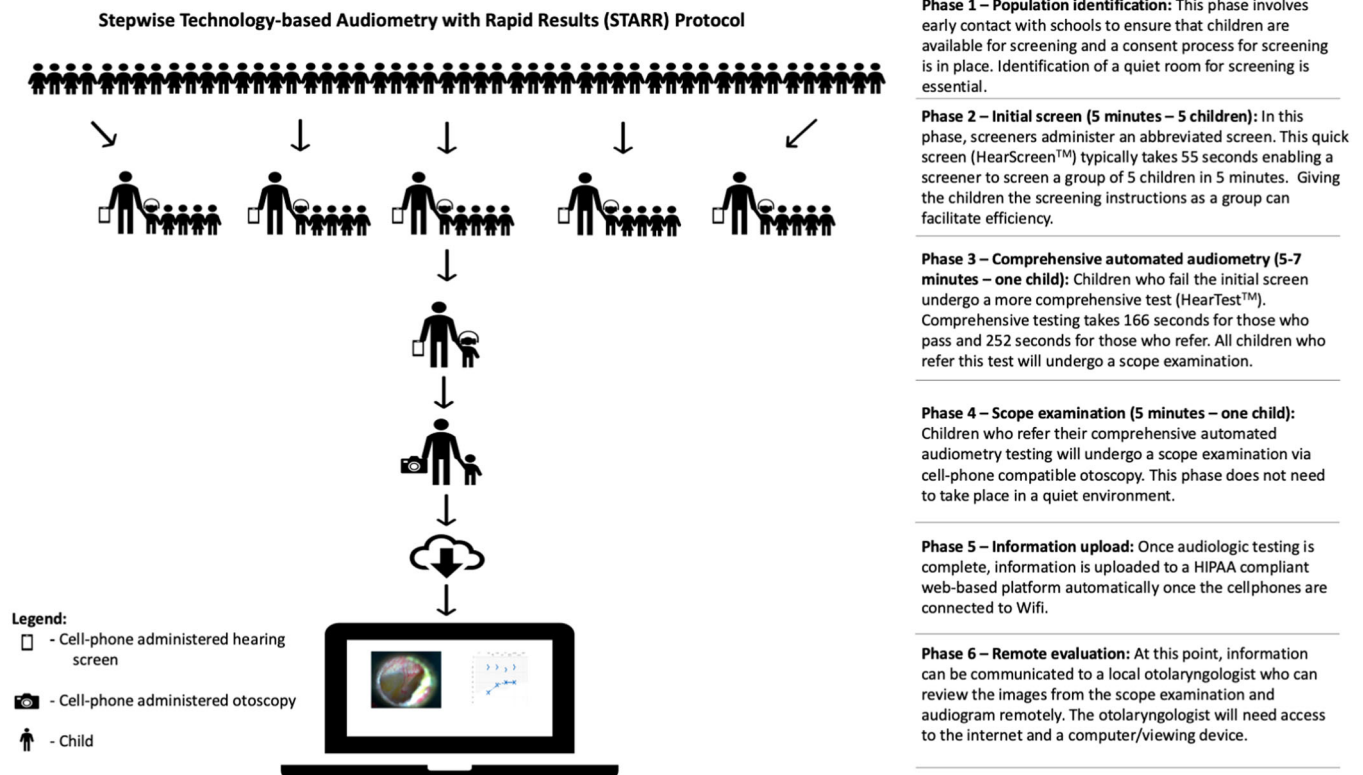 Stepwise Technology-based Audiometry with Rapid Results (STARR) Protocol
Legend:
- Cell-phone administered hearing
screen
- Cell-phone administered otoscopy
- Child
Phase 1 – Population identification: This phase involves
early contact with schools to ensure that children are
available for screening and a consent process for screening
is in place. Identification of a quiet room for screening is
essential.
Phase 2 – Initial screen (5 minutes – 5 children): In this
phase, screeners administer an abbreviated screen. This quick
screen (HearScreen™) typically takes 55 seconds enabling a
screener to screen a group of 5 children in 5 minutes. Giving
the children the screening instructions as a group can
facilitate efficiency.
Phase 3 – Comprehensive automated audiometry (5-7
minutes – one child): Children who fail the initial screen
undergo a more comprehensive test (HearTest™).
Comprehensive testing takes 166 seconds for those who
pass and 252 seconds for those who refer. All children who
refer this test will undergo a scope examination.
Phase 4 – Scope examination (5 minutes – one child):
Children who refer their comprehensive automated
audiometry testing will undergo a scope examination via
cell-phone compatible otoscopy. This phase does not need
to take place in a quiet environment.
Phase 5 – Information upload: Once audiologic testing is
complete, information is uploaded to a HIPAA compliant
web-based platform automatically once the cellphones are
connected to Wifi.
Phase 6 – Remote evaluation: At this point, information
can be communicated to a local otolaryngologist who can
review the images from the scope examination and
audiogram remotely. The otolaryngologist will need access
to the internet and a computer/viewing device.